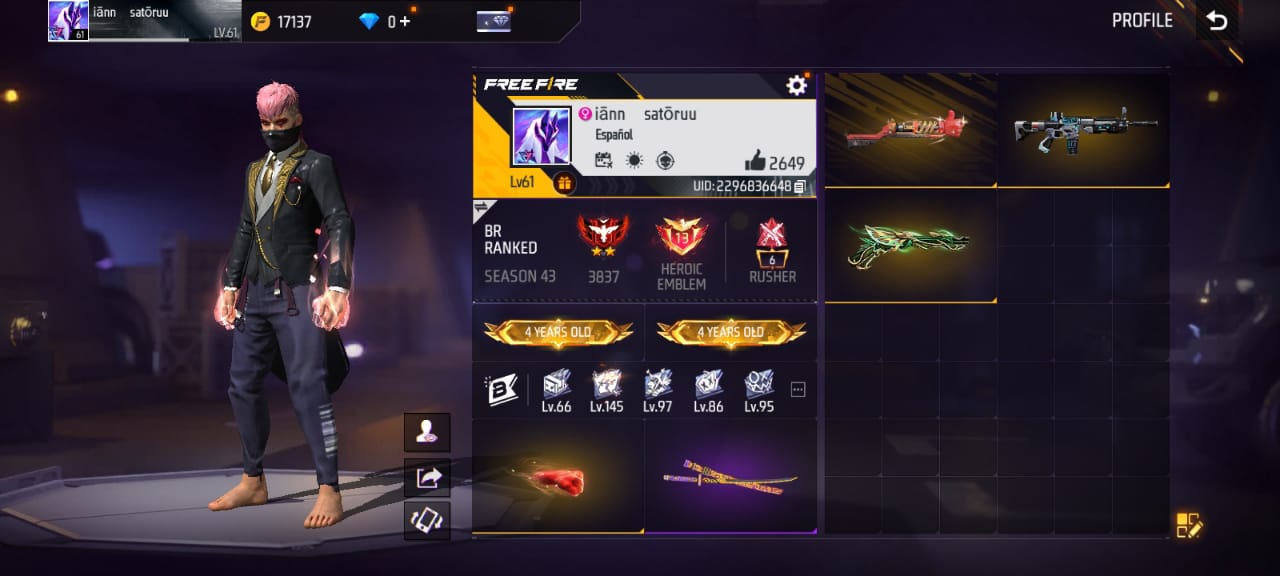 iānn satōruu
61
LV.61
17137
0 +
PROFILE
FREE FIRE
iānn satōruu
Español
2649
Lv61
UID:2296836648
BR
RANKED
SEASON 43
3837
13
HEROIC
EMBLEM
6
RUSHER
4 YEARS OLD
4 YEARS OLD
B
Lv.66
Lv.145
Lv.97
Lv.86
Lv.95